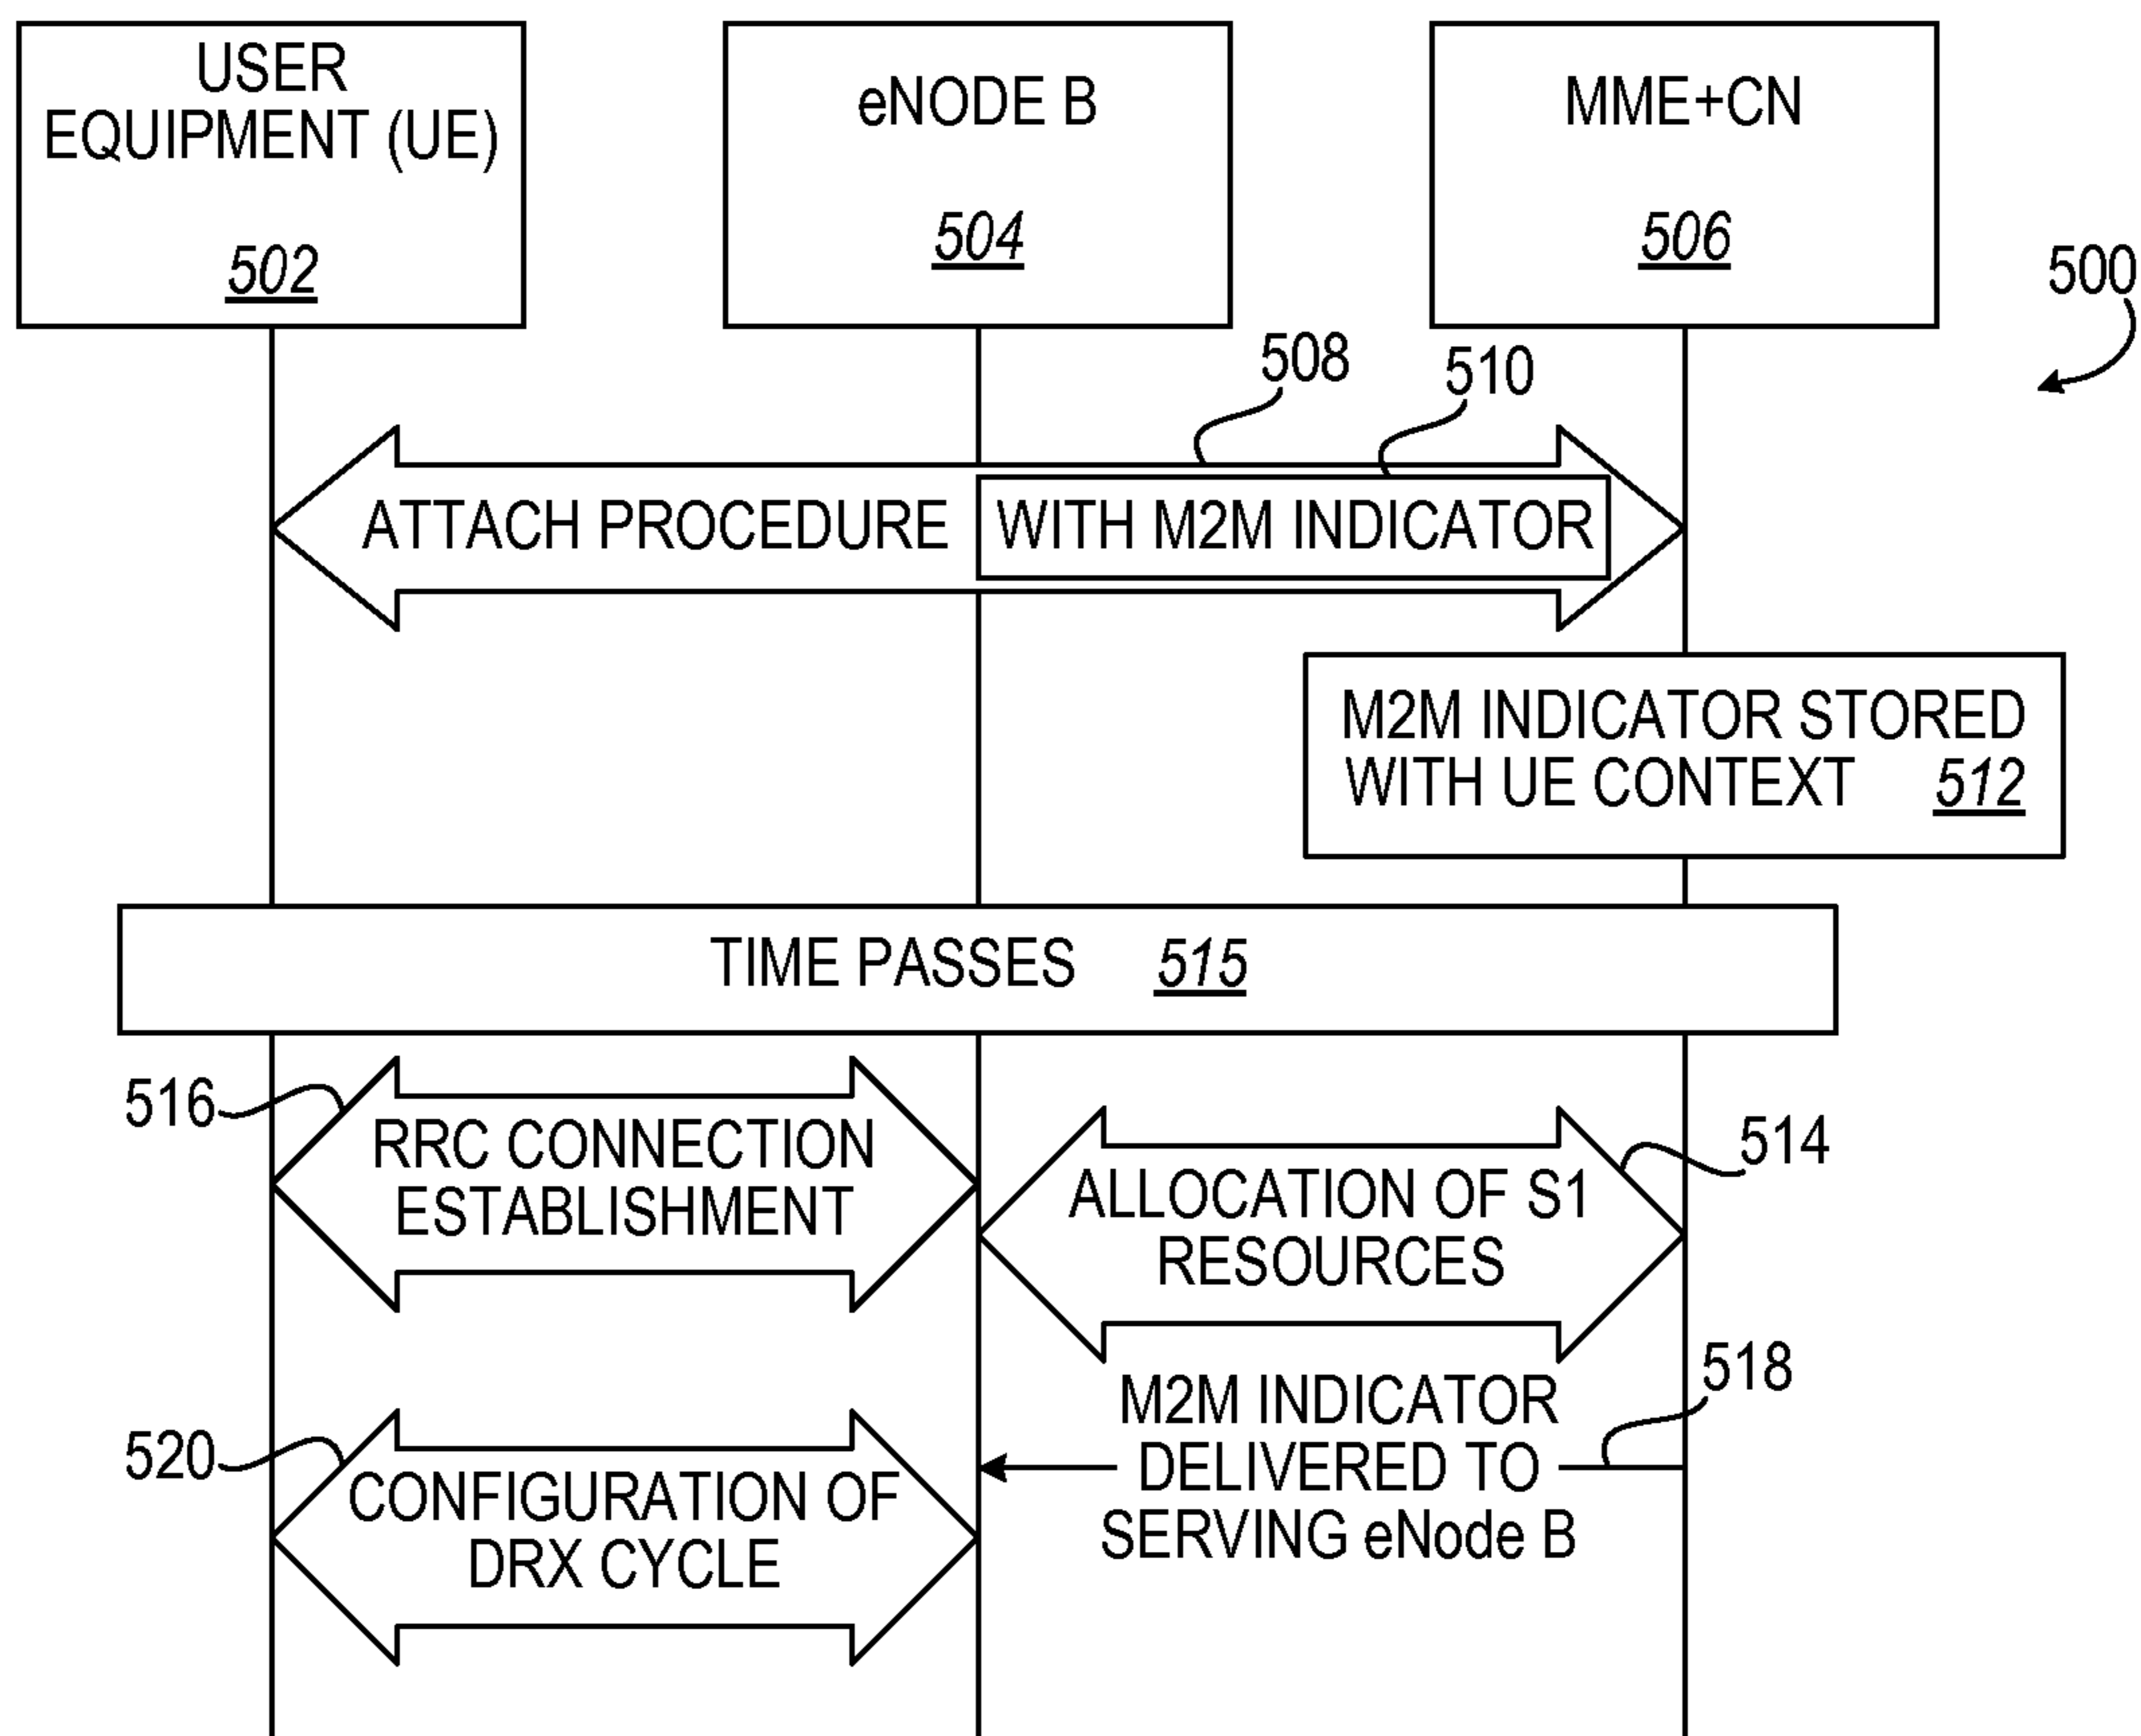 USER
EQUIPMENT (UE)
502
eNODE B
504
MME+CN
506
500
508
510
ATTACH PROCEDURE
WITH M2M INDICATOR
M2M INDICATOR STORED
WITH UE CONTEXT 512
TIME PASSES 515
516
RRC CONNECTION
ESTABLISHMENT
514
ALLOCATION OF S1
RESOURCES
518
M2M INDICATOR
DELIVERED TO
SERVING eNode B
520
CONFIGURATION OF
DRX CYCLE